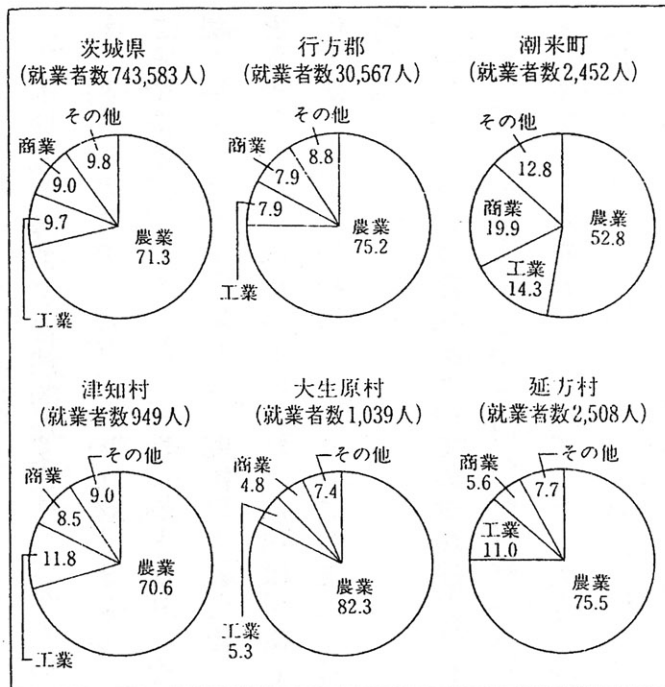 茨城県
(就業者数743,583人)
その他
9.8
商業
9.0
9.7
農業
71.3
工業
行方郡
(就業者数30,567人)
その他
8.8
商業
7.9
7.9
農業
75.2
工業
潮来町
(就業者数2,452人)
その他
12.8
商業
19.9
農業
52.8
工業
14.3
津知村
(就業者数949人)
その他
9.0
商業
8.5
11.8
農業
70.6
工業
大生原村
(就業者数1,039人)
その他
7.4
商業
4.8
農業
82.3
工業
5.3
延方村
(就業者数2,508人)
その他
7.7
商業
5.6
工業
11.0
農業
75.5